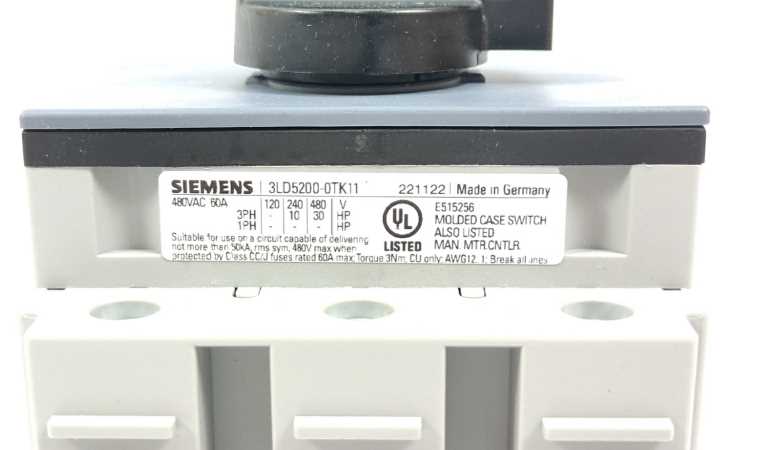 SIEMENS 3LD5200-0TK11 221122 Made in Germany
480VAC 60A 120 240 480 V
3PH - 10 30 HP
1PH - - - HP
Suitable for use on a circuit capable of delivering
not more than 50kA, rms sym, 480V max when
protected by Class CC/J fuses rated 60A max; Torque 3Nm; CU only; AWG12..1; Break all lines
UL
LISTED
E515256
MOLDED CASE SWITCH
ALSO LISTED
MAN. MTR.CNTLR.